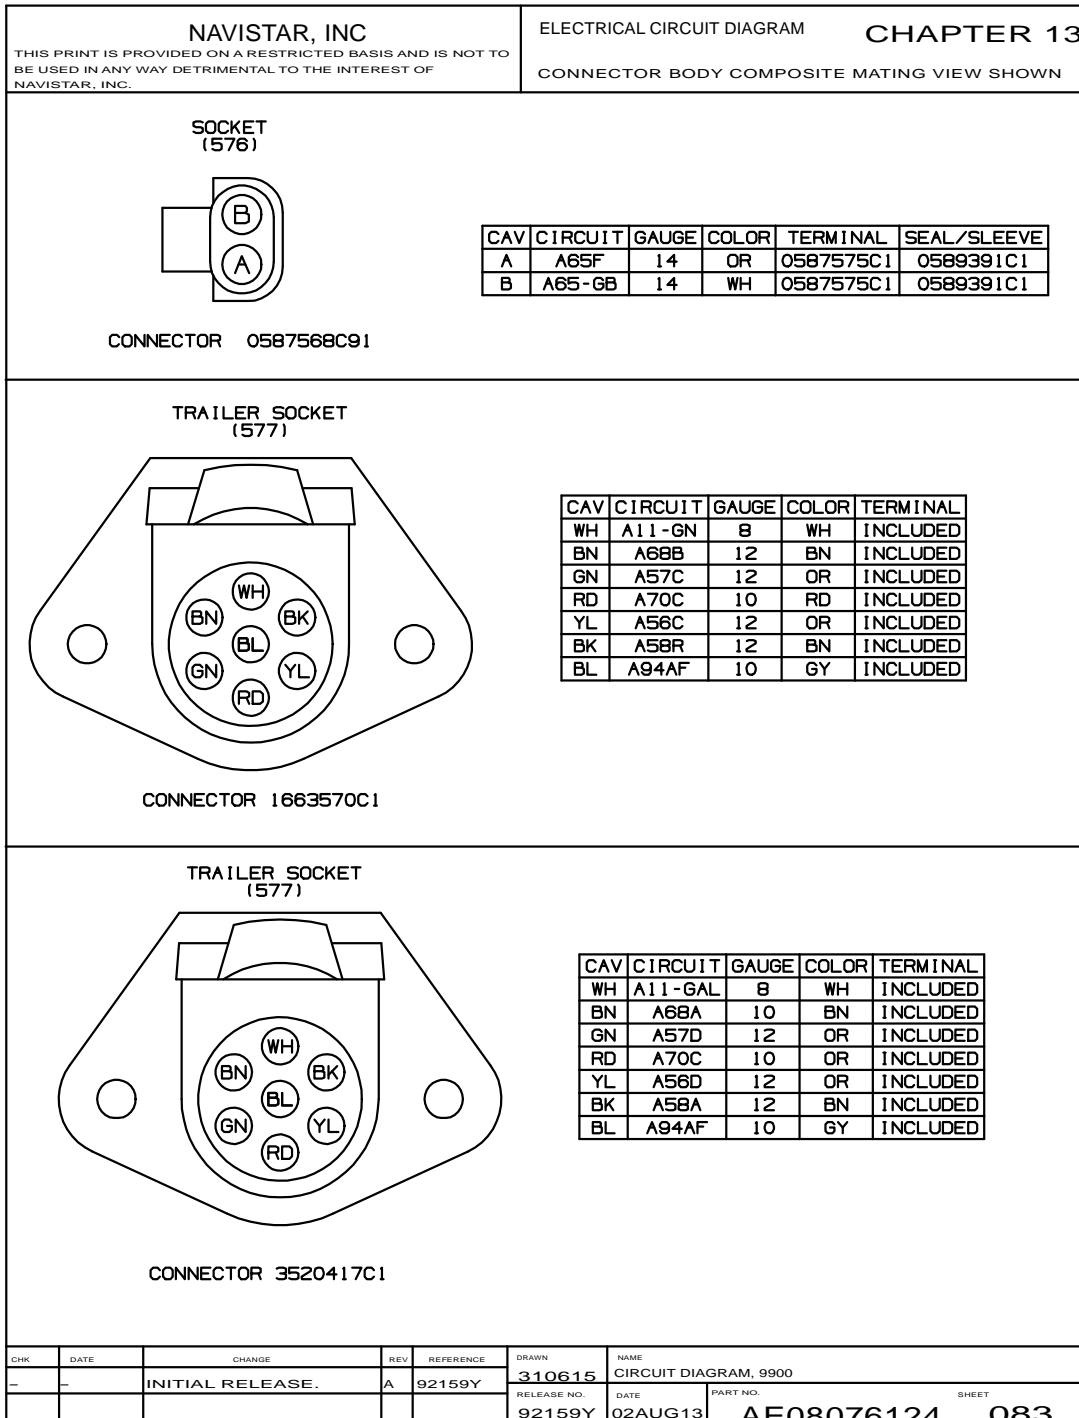 NAVISTAR, INC
THIS PRINT IS PROVIDED ON A RESTRICTED BASIS AND IS NOT TO
BE USED IN ANY WAY DETRIMENTAL TO THE INTEREST OF
NAVISTAR, INC.
ELECTRICAL CIRCUIT DIAGRAM CHAPTER 13
CONNECTOR BODY COMPOSITE MATING VIEW SHOWN
SOCKET
(576)
B
A
CONNECTOR 0587568C91
CAV CIRCUIT GAUGE COLOR TERMINAL SEAL/SLEEVE
A A65F 14 OR 0587575C1 0589391C1
B A65-GB 14 WH 0587575C1 0589391C1
TRAILER SOCKET
(577)
WH
BN BK
BL
GN YL
RD
CONNECTOR 1663570C1
CAV CIRCUIT GAUGE COLOR TERMINAL
WH A11-GN 8 WH INCLUDED
BN A68B 12 BN INCLUDED
GN A57C 12 OR INCLUDED
RD A70C 10 RD INCLUDED
YL A56C 12 OR INCLUDED
BK A58R 12 BN INCLUDED
BL A94AF 10 GY INCLUDED
TRAILER SOCKET
(577)
WH
BN BK
BL
GN YL
RD
CONNECTOR 3520417C1
CAV CIRCUIT GAUGE COLOR TERMINAL
WH A11-GAL 8 WH INCLUDED
BN A68A 10 BN INCLUDED
GN A57D 12 OR INCLUDED
RD A70C 10 OR INCLUDED
YL A56D 12 OR INCLUDED
BK A58A 12 BN INCLUDED
BL A94AF 10 GY INCLUDED
CHK DATE CHANGE REV REFERENCE
– – INITIAL RELEASE. A 92159Y
DRAWN
310615
NAME
CIRCUIT DIAGRAM, 9900
RELEASE NO.
92159Y
DATE
02AUG13
PART NO.
AE08076124
SHEET
083